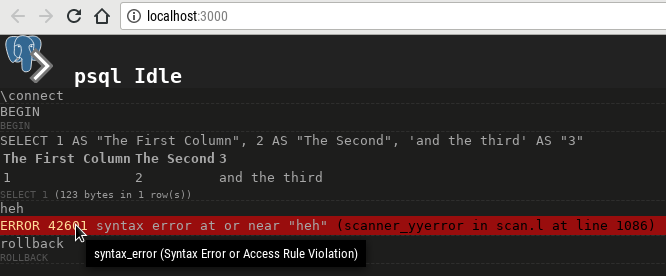 localhost:3000
psql Idle
\connect
BEGIN
BEGIN
SELECT 1 AS "The First Column", 2 AS "The Second", 'and the third' AS "3"
The First Column The Second 3
1 2 and the third
SELECT 1 (123 bytes in 1 row(s))
heh
ERROR 42601 syntax error at or near "heh" (scanner_yyerror in scan.l at line 1086)
rollback
syntax_error (Syntax Error or Access Rule Violation)
ROLLBACK